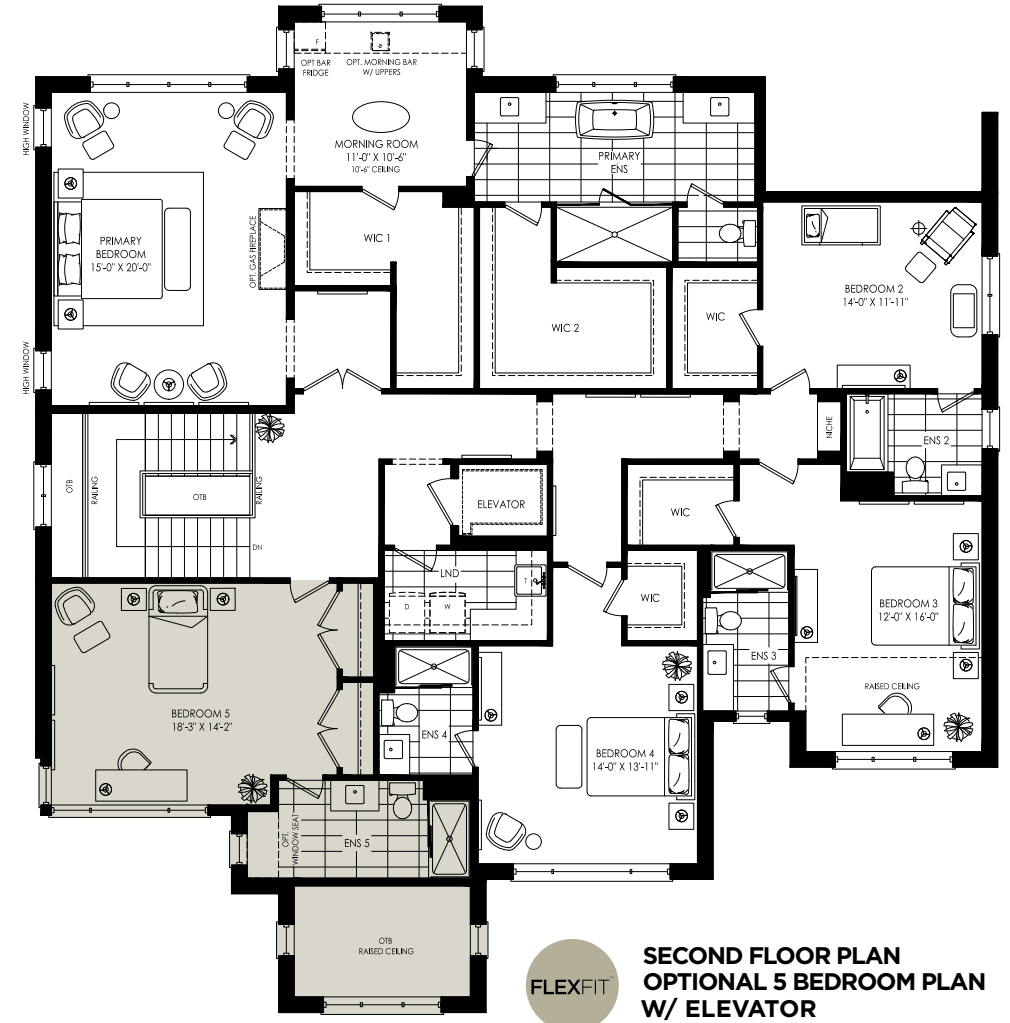 F
OPT BAR
FRIDGE
OPT. MORNING BAR
W/ UPPERS
HIGH WINDOW
MORNING ROOM
11'-0" X 10'-6"
10'-6" CEILING
PRIMARY
ENS
PRIMARY
BEDROOM
15'-0" X 20'-0"
OPT. GAS FIREPLACE
WIC 1
WIC 2
WIC
BEDROOM 2
14'-0" X 11'-11"
HIGH WINDOW
NICHE
ENS 2
OTB
RAILING
OTB
RAILING
DN
ELEVATOR
WIC
LND
T
D
W
WIC
BEDROOM 3
12'-0" X 16'-0"
ENS 3
RAISED CEILING
BEDROOM 5
18'-3" X 14'-2"
ENS 4
BEDROOM 4
14'-0" X 13'-11"
OPT.
WINDOW SEAT
ENS 5
OTB
RAISED CEILING
FLEXFIT
SECOND FLOOR PLAN
OPTIONAL 5 BEDROOM PLAN
W/ ELEVATOR